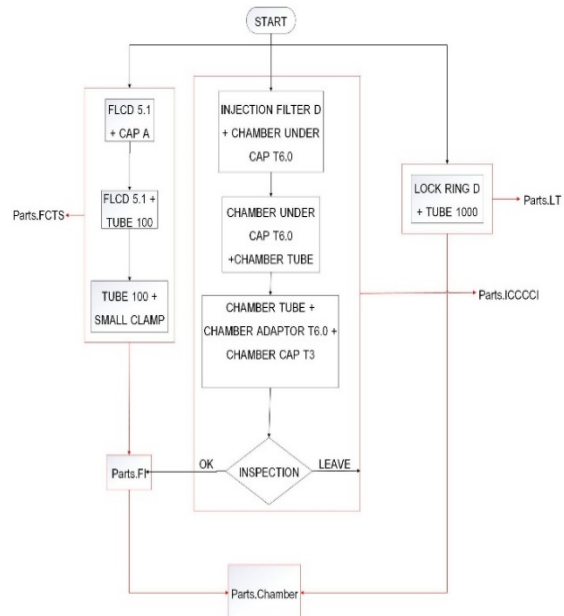 START
FLCD 5.1
+ CAP A
FLCD 5.1 +
TUBE 100
TUBE 100 +
SMALL CLAMP
Parts.FCTS
INJECTION FILTER D
+ CHAMBER UNDER
CAP T6.0
CHAMBER UNDER
CAP T6.0
+CHAMBER TUBE
CHAMBER TUBE +
CHAMBER ADAPTOR T6.0 +
CHAMBER CAP T3
INSPECTION
OK
LEAVE
LOCK RING D
+ TUBE 1000
Parts.LT
Parts.ICCCCI
Parts.FI
Parts.Chamber